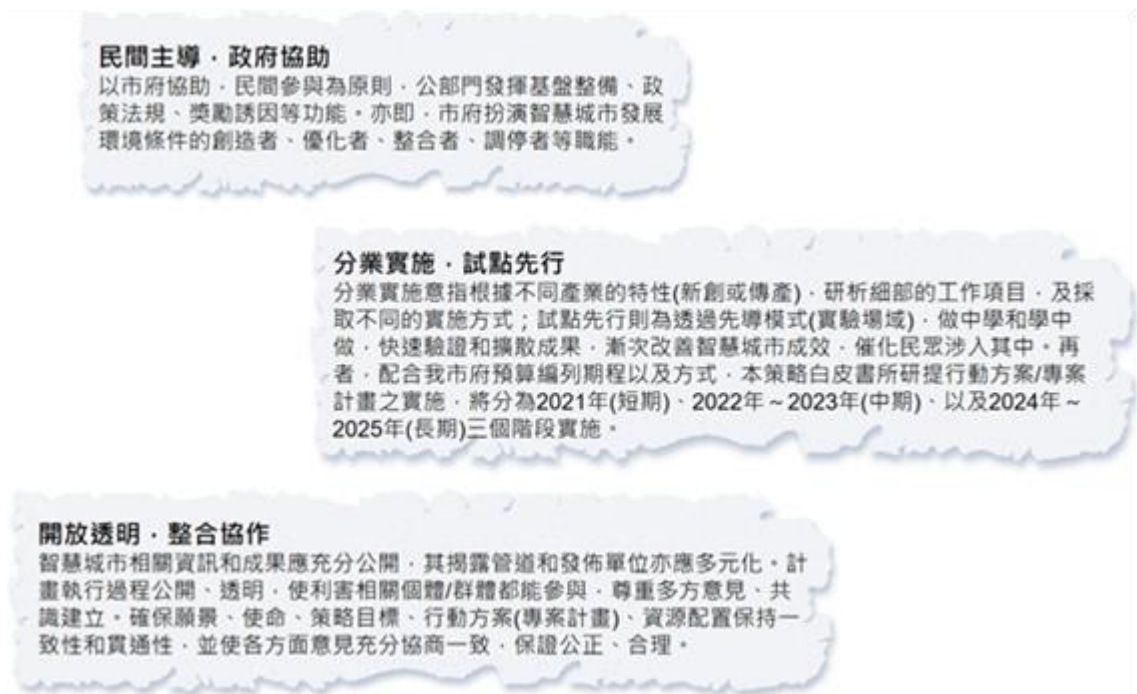 民間主導，政府協助
以市府協助，民間參與為原則，公部門發揮基盤整備、政
策法規、獎勵誘因等功能。亦即，市府扮演智慧城市發展
環境條件的創造者、優化者、整合者、調停者等職能。
分業實施，試點先行
分業實施意指根據不同產業的特性(新創或傳產)，研析細部的工作項目，及採
取不同的實施方式；試點先行則為透過先導模式(實驗場域)，做中學和學中
做，快速驗證和擴散成果，漸次改善智慧城市成效，催化民眾涉入其中。再
者，配合我市府預算編列期程以及方式，本策略白皮書所研提行動方案/專案
計畫之實施，將分為2021年(短期)、2022年～2023年(中期)、以及2024年～
2025年(長期)三個階段實施。
開放透明，整合協作
智慧城市相關資訊和成果應充分公開，其揭露管道和發佈單位亦應多元化。計
畫執行過程公開、透明，使利害相關個體/群體都能參與，尊重多方意見、共
識建立。確保願景、使命、策略目標、行動方案(專案計畫)、資源配置保持一
致性和貫通性，並使各方面意見充分協商一致，保證公正、合理。